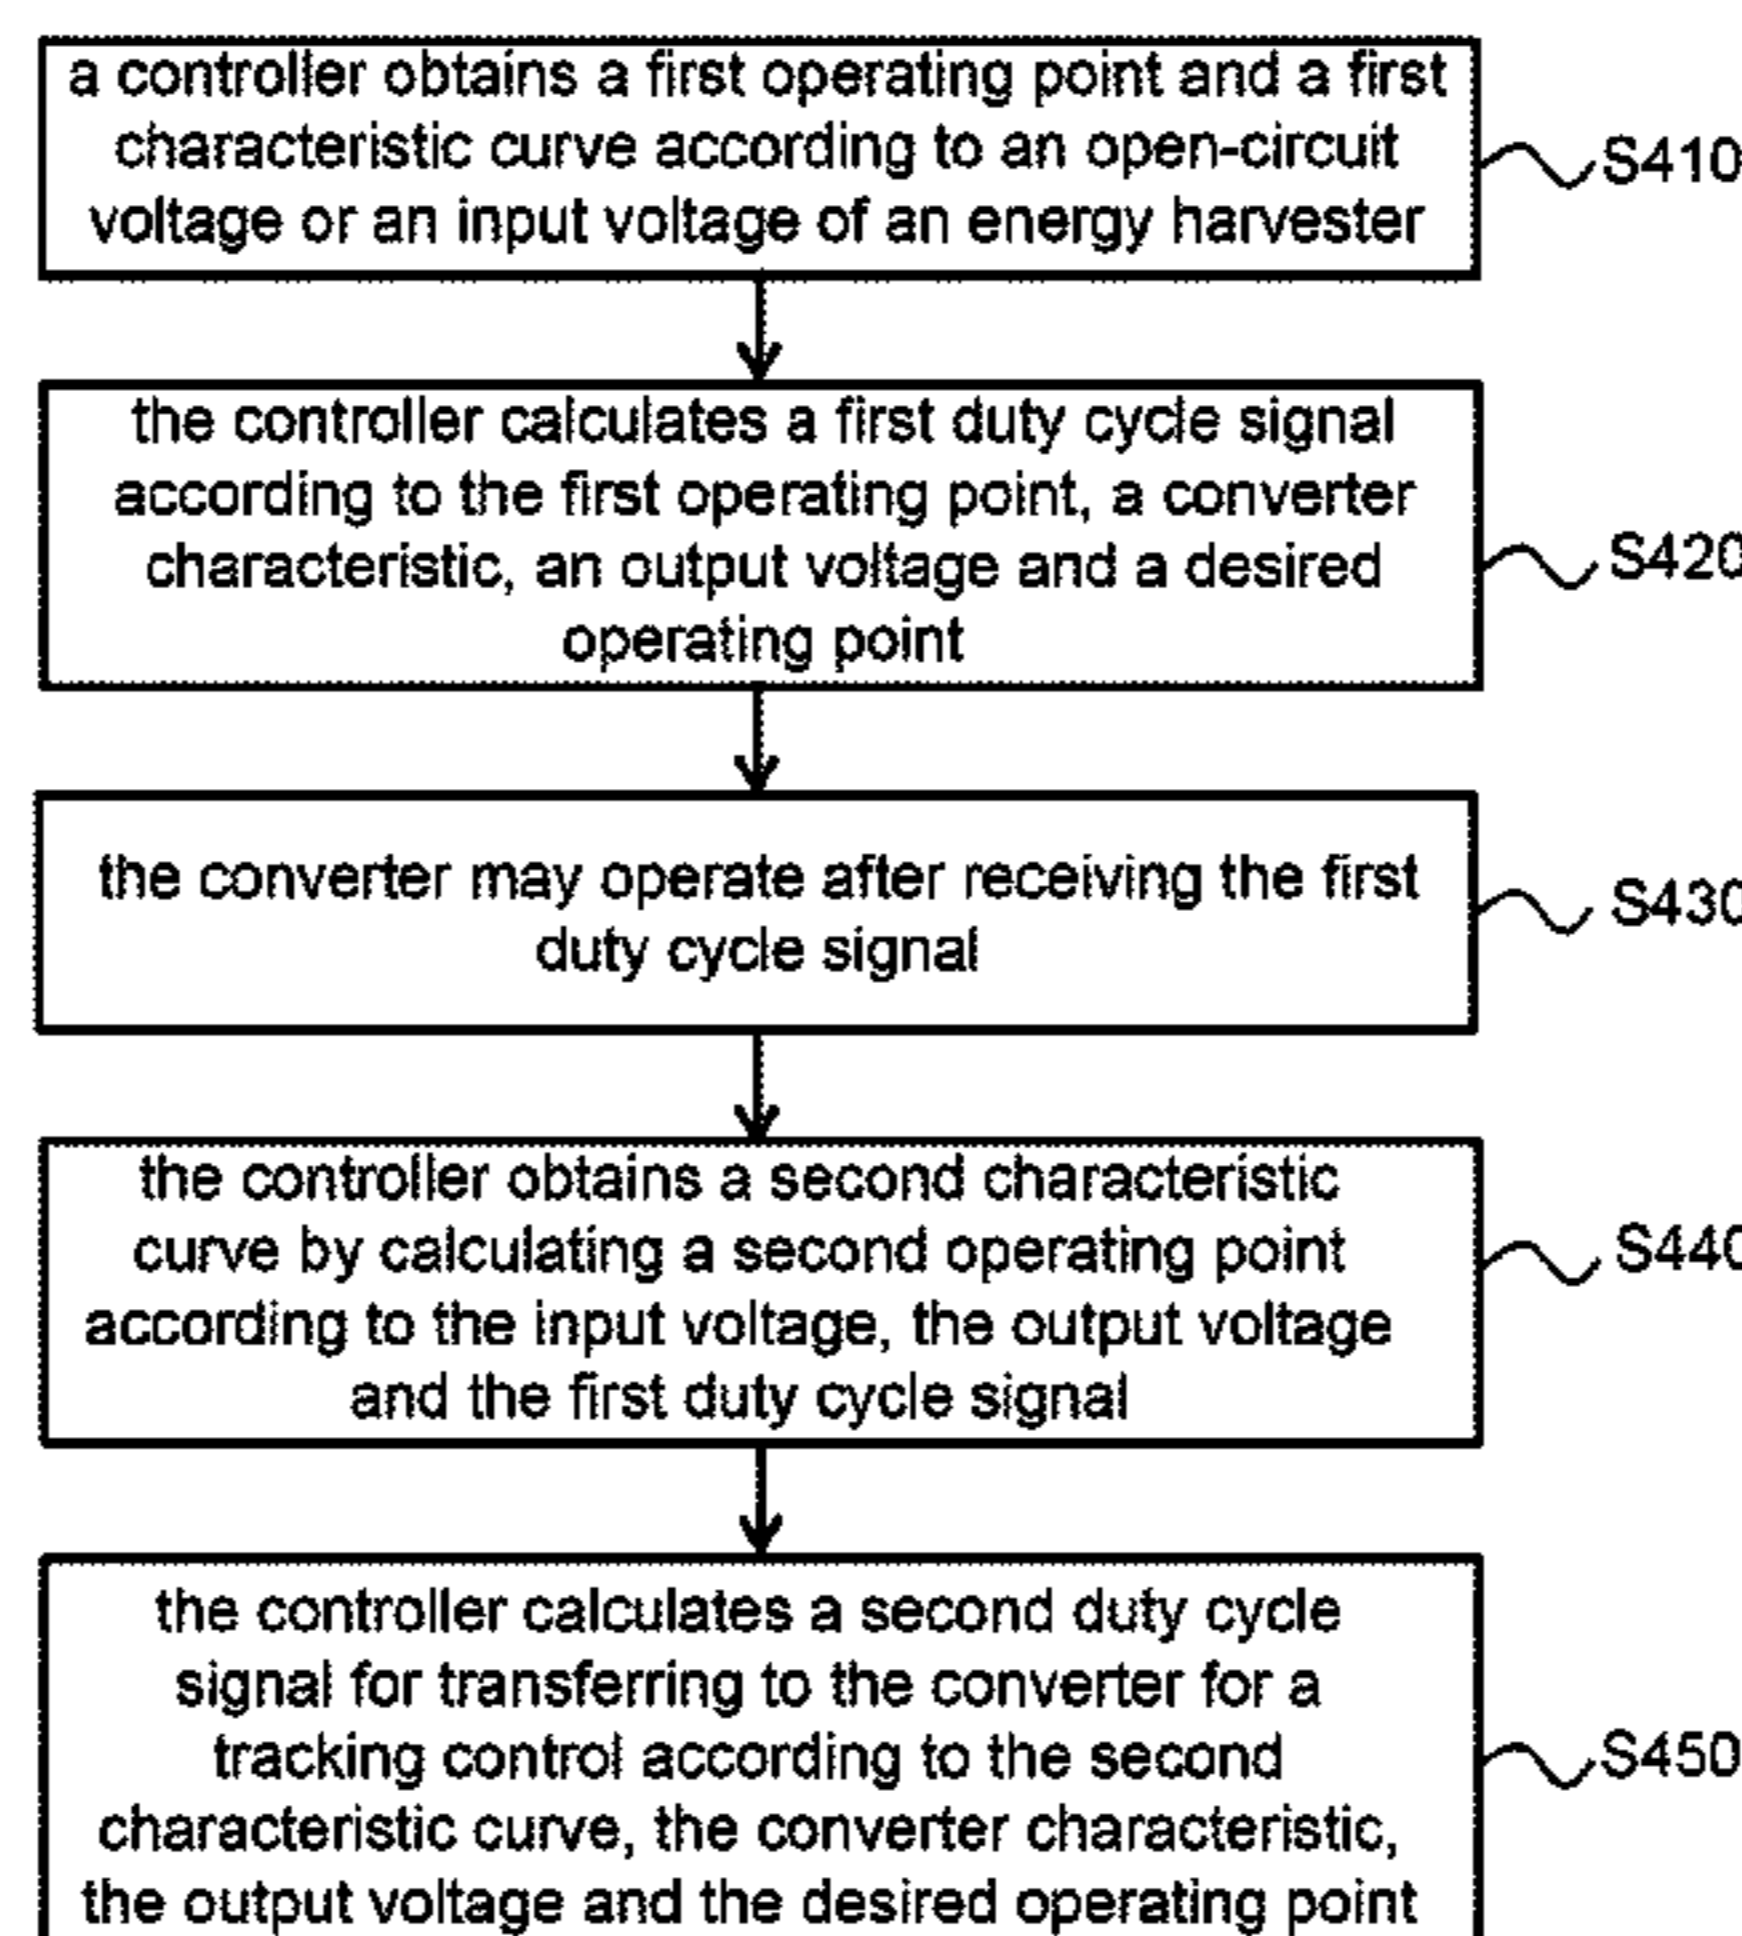 a controller obtains a first operating point and a first
characteristic curve according to an open-circuit
voltage or an input voltage of an energy harvester
S410
the controller calculates a first duty cycle signal
according to the first operating point, a converter
characteristic, an output voltage and a desired
operating point
S420
the converter may operate after receiving the first
duty cycle signal
S430
the controller obtains a second characteristic
curve by calculating a second operating point
according to the input voltage, the output voltage
and the first duty cycle signal
S440
the controller calculates a second duty cycle
signal for transferring to the converter for a
tracking control according to the second
characteristic curve, the converter characteristic,
the output voltage and the desired operating point
S450